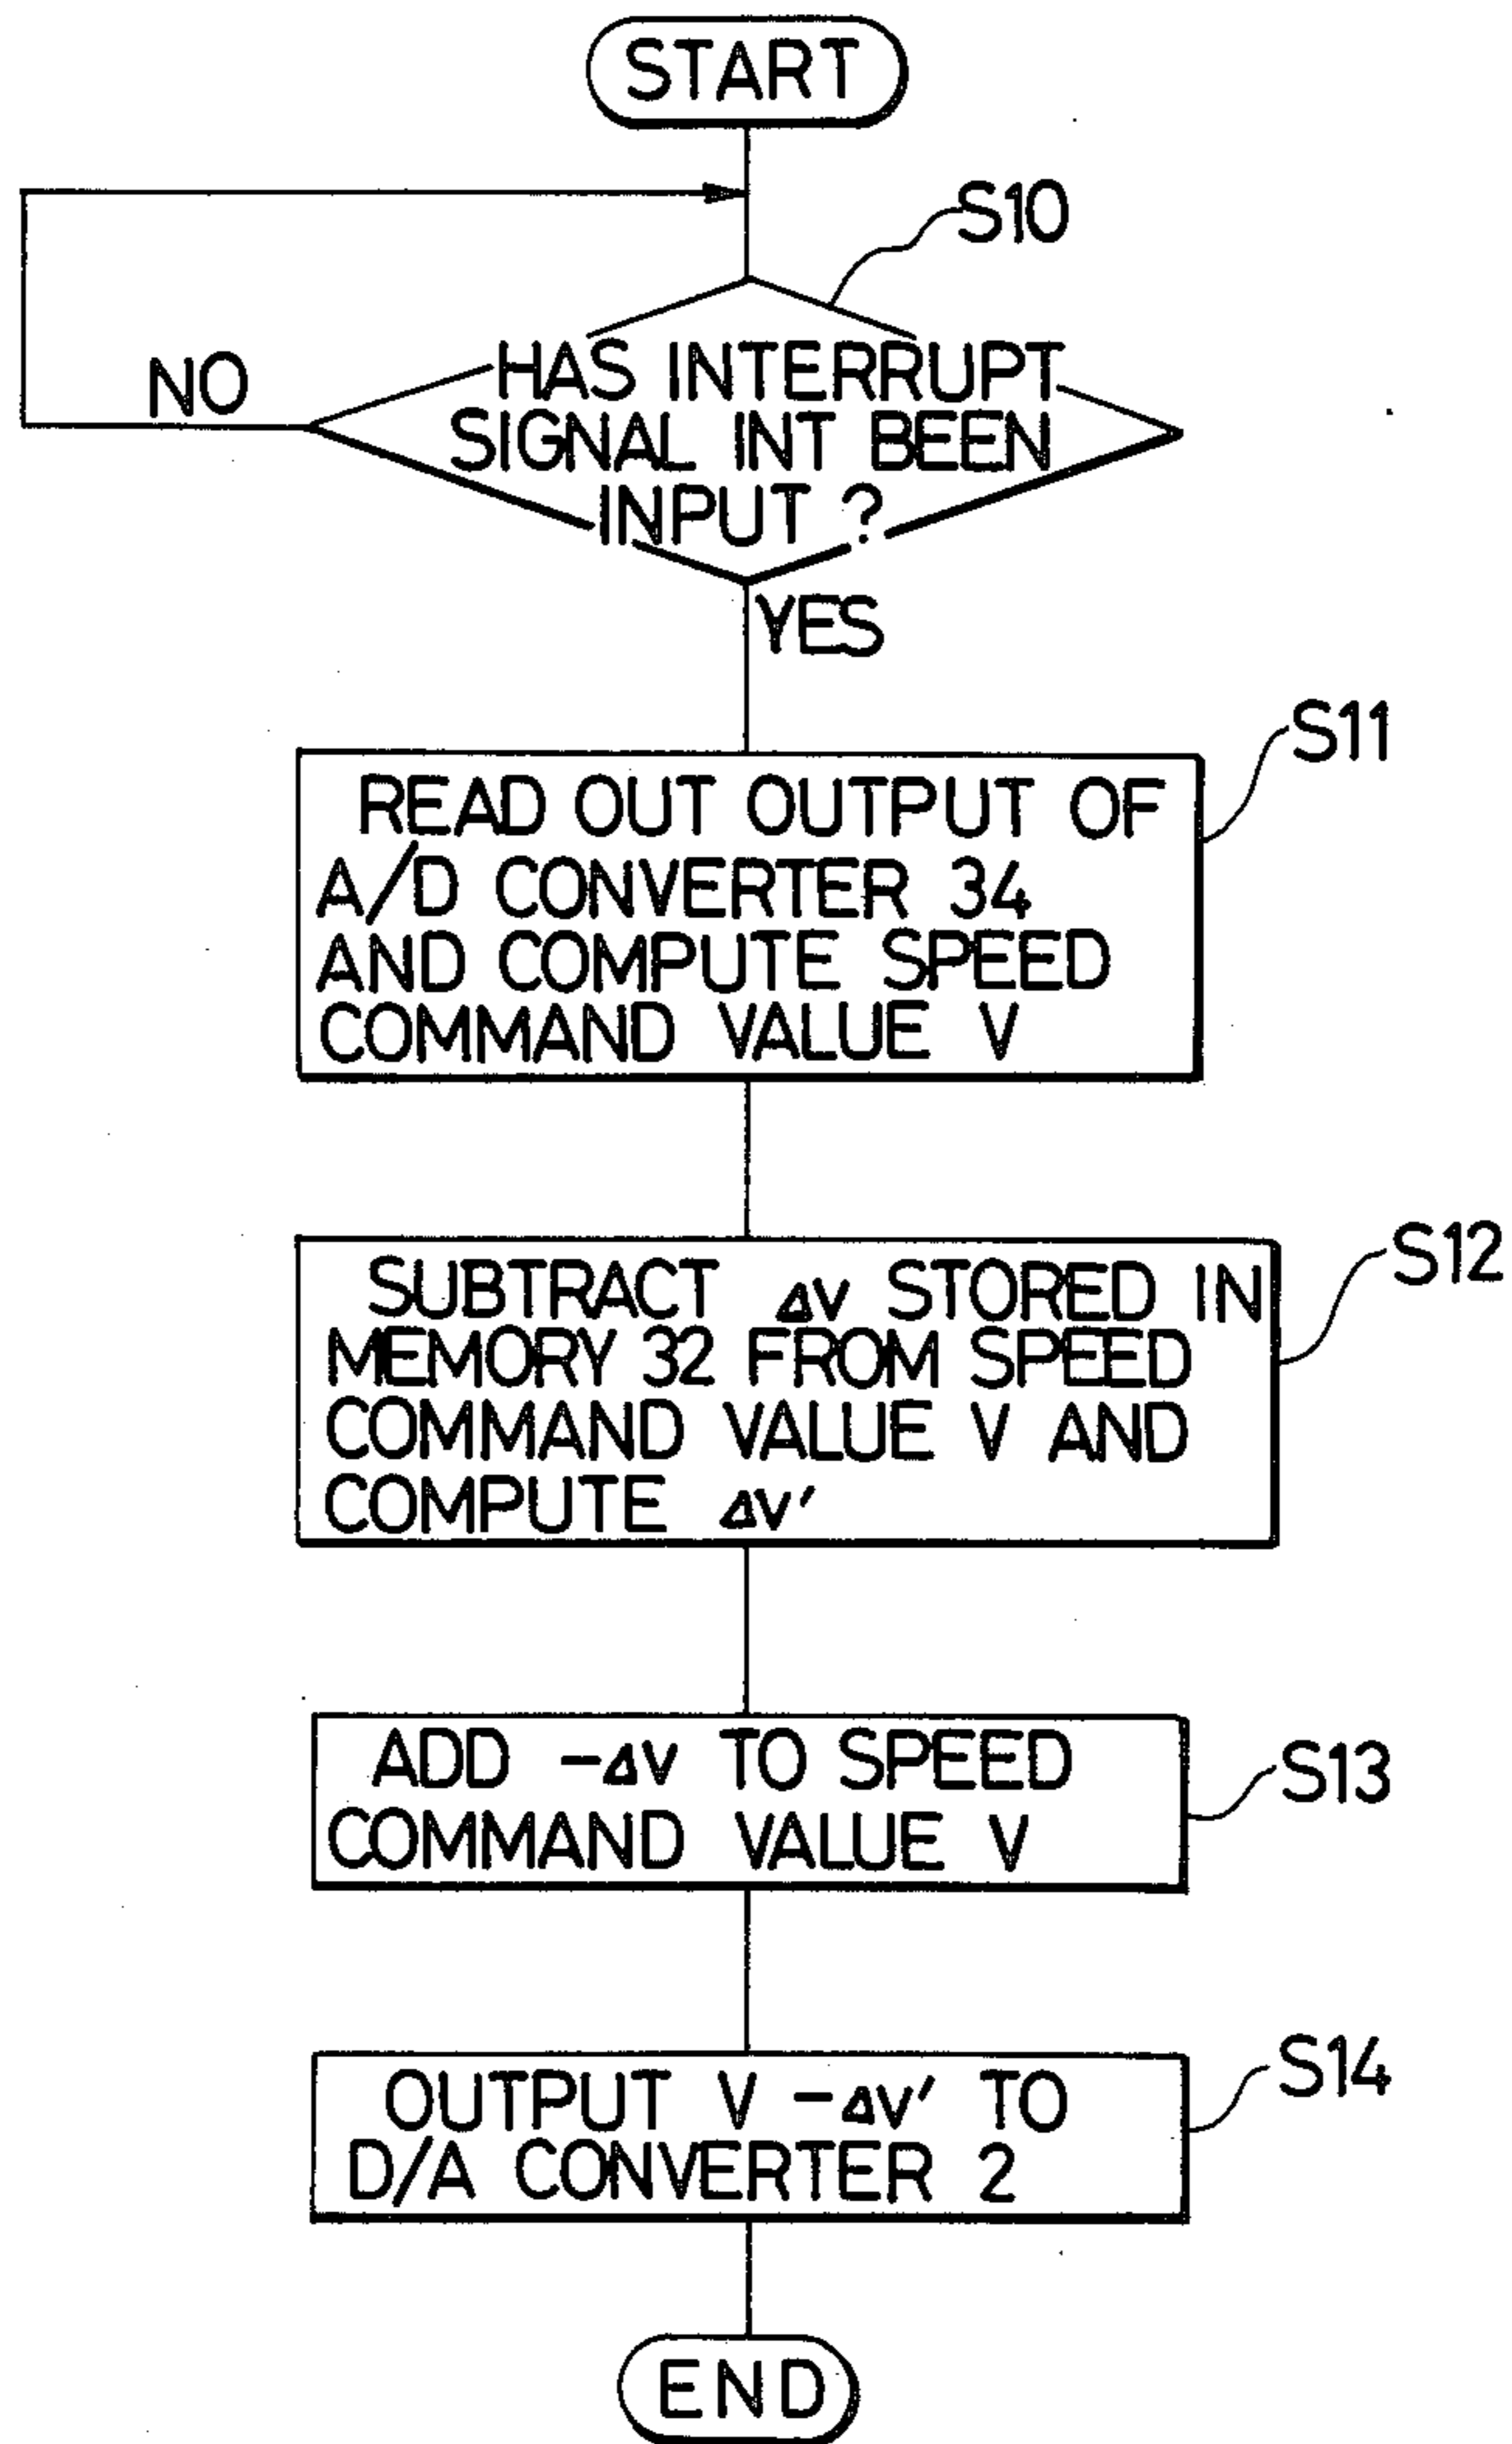 START
S10
HAS INTERRUPT
NO
SIGNAL INT BEEN
INPUT ?
YES
S11
READ OUT OUTPUT OF
A/D CONVERTER 34
AND COMPUTE SPEED
COMMAND VALUE V
S12
SUBTRACT ΔV STORED IN
MEMORY 32 FROM SPEED
COMMAND VALUE V AND
COMPUTE ΔV'
S13
ADD -ΔV TO SPEED
COMMAND VALUE V
S14
OUTPUT V -ΔV' TO
D/A CONVERTER 2
END